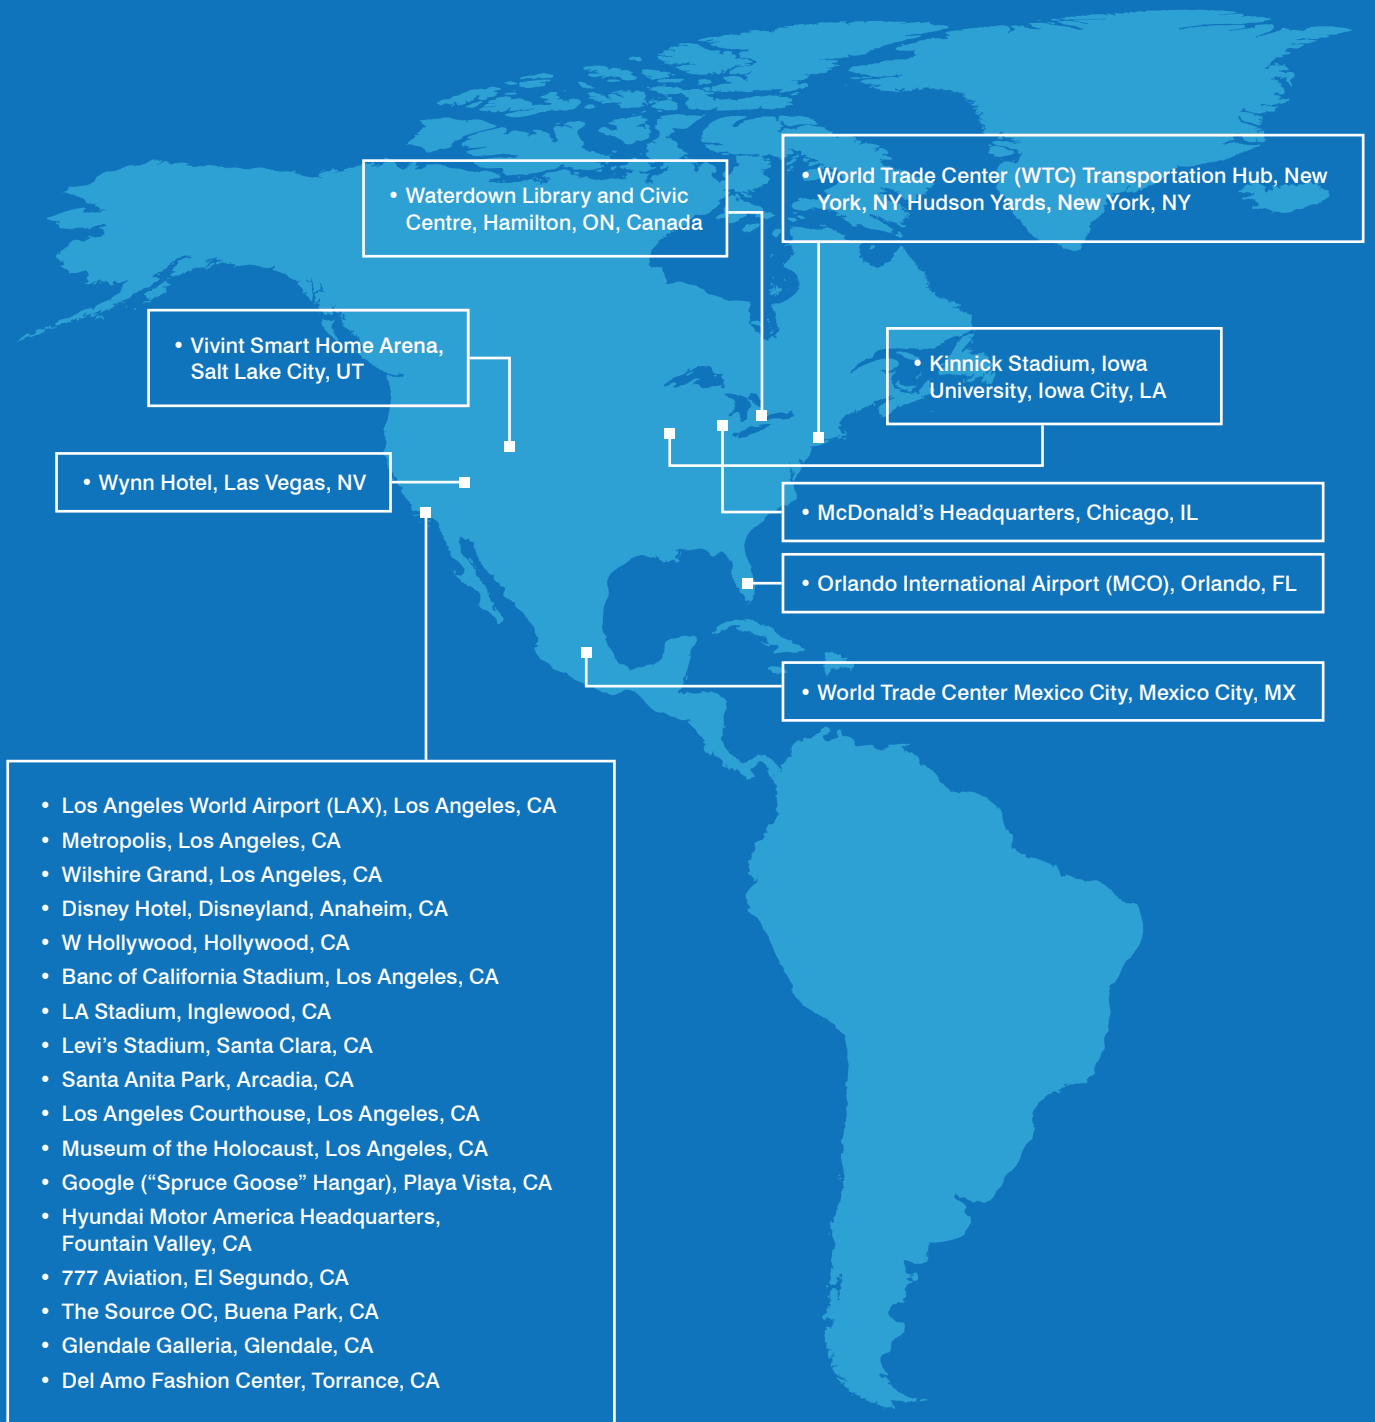 • Waterdown Library and Civic
Centre, Hamilton, ON, Canada
• World Trade Center (WTC) Transportation Hub, New
York, NY Hudson Yards, New York, NY
• Vivint Smart Home Arena,
Salt Lake City, UT
• Kinnick Stadium, Iowa
University, Iowa City, LA
• Wynn Hotel, Las Vegas, NV
• McDonald’s Headquarters, Chicago, IL
• Orlando International Airport (MCO), Orlando, FL
• World Trade Center Mexico City, Mexico City, MX
• Los Angeles World Airport (LAX), Los Angeles, CA
• Metropolis, Los Angeles, CA
• Wilshire Grand, Los Angeles, CA
• Disney Hotel, Disneyland, Anaheim, CA
• W Hollywood, Hollywood, CA
• Banc of California Stadium, Los Angeles, CA
• LA Stadium, Inglewood, CA
• Levi’s Stadium, Santa Clara, CA
• Santa Anita Park, Arcadia, CA
• Los Angeles Courthouse, Los Angeles, CA
• Museum of the Holocaust, Los Angeles, CA
• Google (“Spruce Goose” Hangar), Playa Vista, CA
• Hyundai Motor America Headquarters,
Fountain Valley, CA
• 777 Aviation, El Segundo, CA
• The Source OC, Buena Park, CA
• Glendale Galleria, Glendale, CA
• Del Amo Fashion Center, Torrance, CA